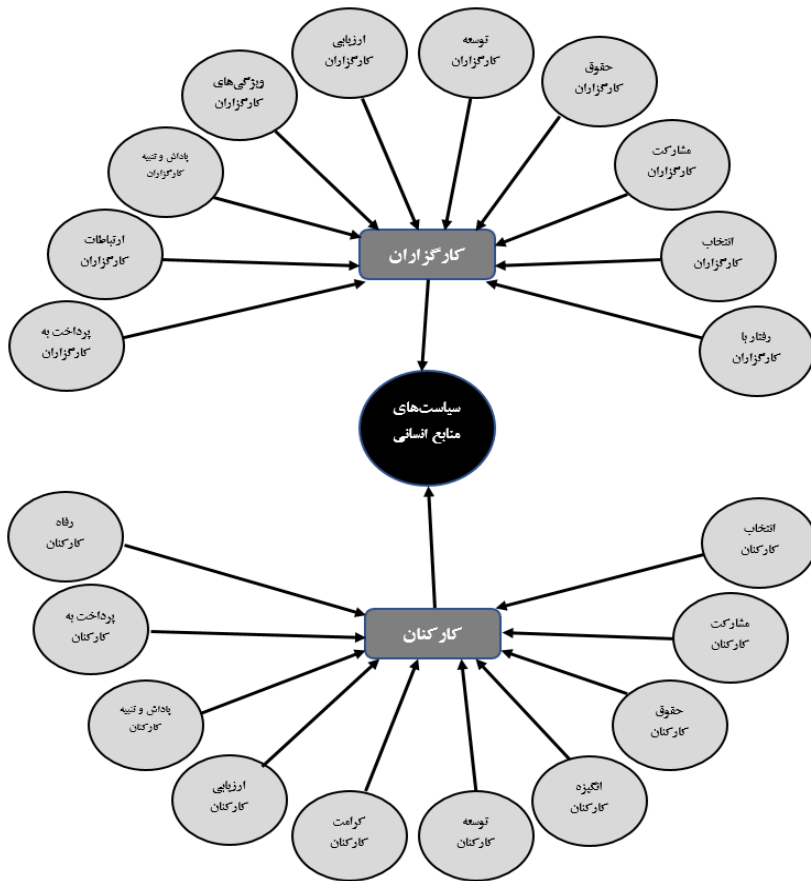 ارزیابی
کارگزاران
توسعه
کارگزاران
ویژگی‌های
کارگزاران
حقوق
کارگزاران
پاداش و تنبیه
کارگزاران
مشارکت
کارگزاران
ارتباطات
کارگزاران
کارگزاران
انتخاب
کارگزاران
پرداخت به
کارگزاران
رفتار با
کارگزاران
سیاست‌های
منابع انسانی
رفاه
کارکنان
انتخاب
کارکنان
پرداخت به
کارکنان
کارکنان
مشارکت
کارکنان
پاداش و تنبیه
کارکنان
حقوق
کارکنان
ارزیابی
کارکنان
انگیزه
کارکنان
کرامت
کارکنان
توسعه
کارکنان